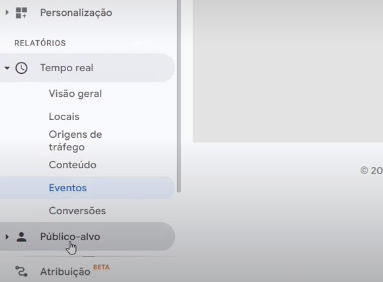 Personalização
RELATÓRIOS
Tempo real
Visão geral
Locais
Origens de
tráfego
Conteúdo
Eventos
Conversões
Público-alvo
Atribuição BETA
© 20